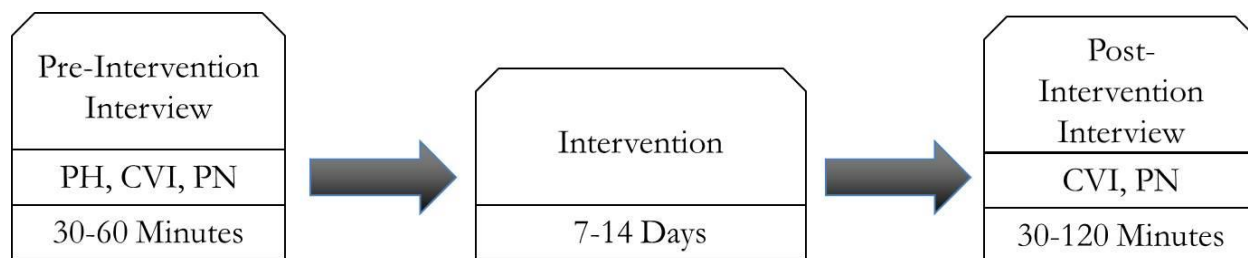 Pre-Intervention
Interview
PH, CVI, PN
30-60 Minutes
Intervention
7-14 Days
Post-
Intervention
Interview
CVI, PN
30-120 Minutes